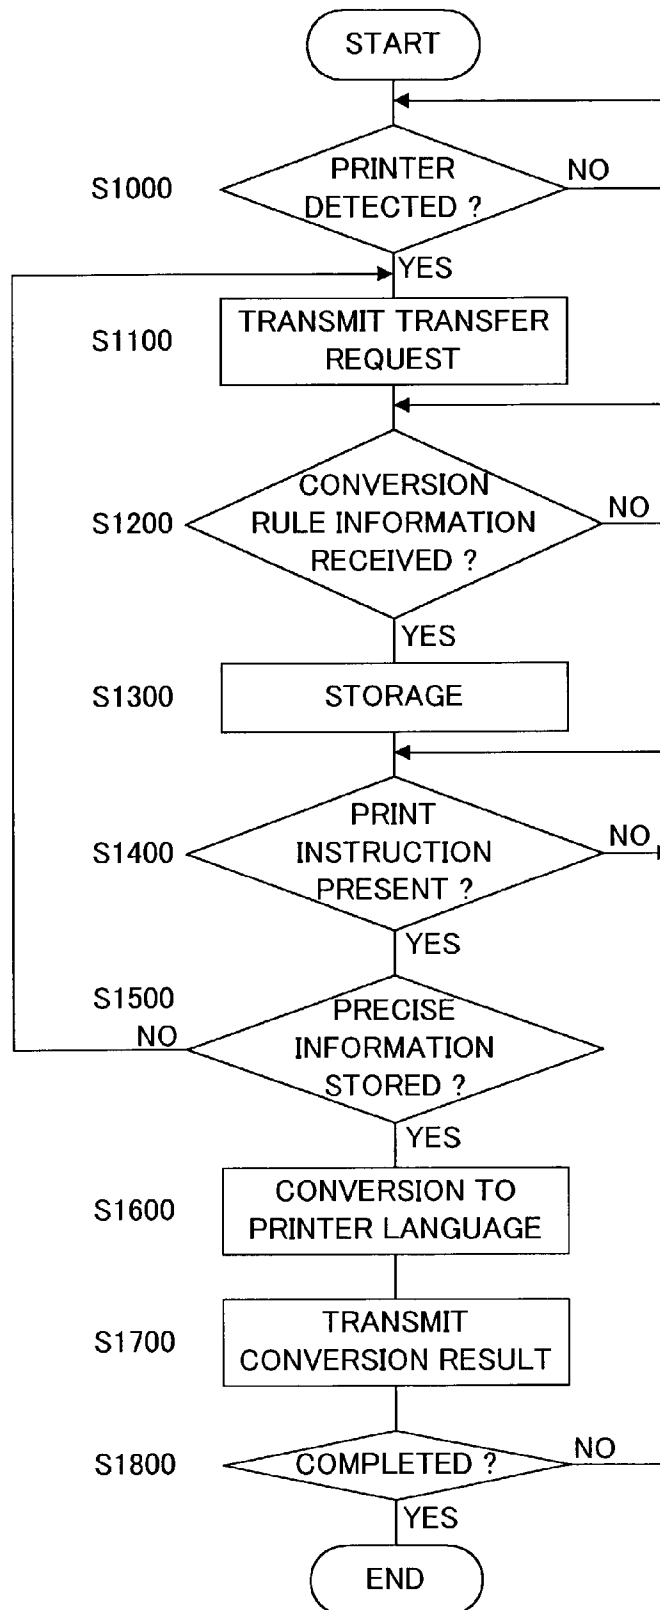 START
PRINTER
DETECTED ?
S1000
NO
YES
TRANSMIT TRANSFER
REQUEST
S1100
CONVERSION
RULE INFORMATION
RECEIVED ?
S1200
NO
YES
S1300
STORAGE
PRINT
INSTRUCTION
PRESENT ?
S1400
NO
YES
S1500
NO
PRECISE
INFORMATION
STORED ?
YES
S1600
CONVERSION TO
PRINTER LANGUAGE
S1700
TRANSMIT
CONVERSION RESULT
S1800
COMPLETED ?
NO
YES
END